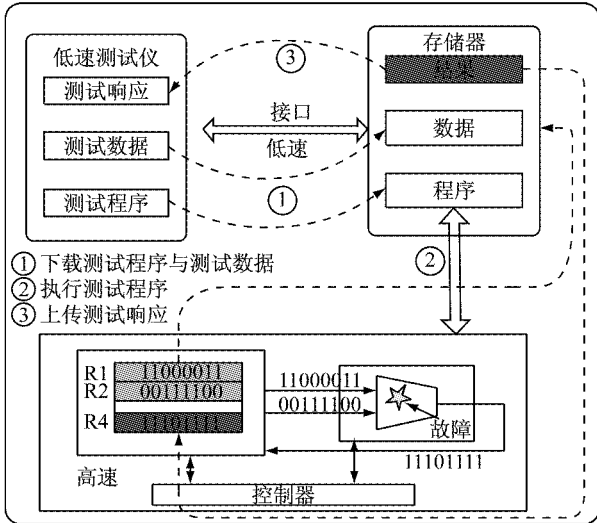 低速测试仪
测试响应
测试数据
测试程序
③
接口
低速
①
存储器
结果
数据
程序
②
①下载测试程序与测试数据
②执行测试程序
③上传测试响应
R1 11000011
R2 00111100
R4 11101111
11000011
00111100
故障
11101111
高速
控制器